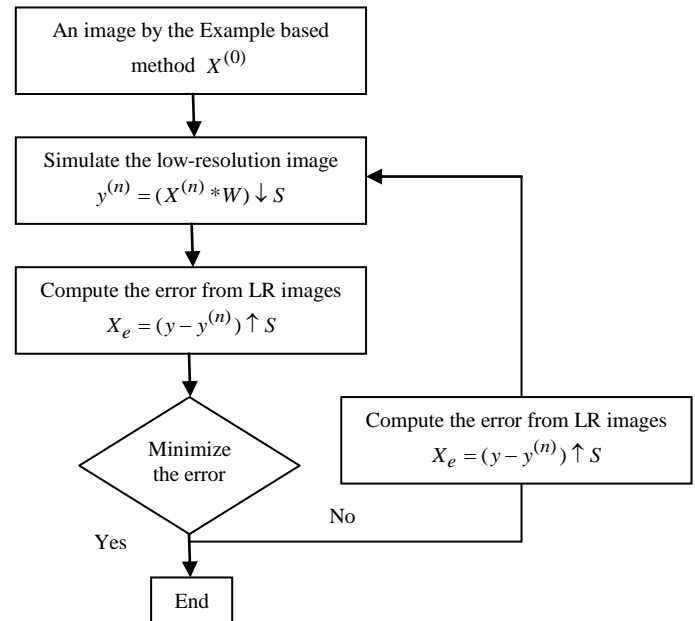 An image by the Example based
method X^(0)
Simulate the low-resolution image
y^(n) = (X^(n) * W) ↓ S
Compute the error from LR images
X_e = (y − y^(n)) ↑ S
Minimize
the error
Compute the error from LR images
X_e = (y − y^(n)) ↑ S
No
Yes
End